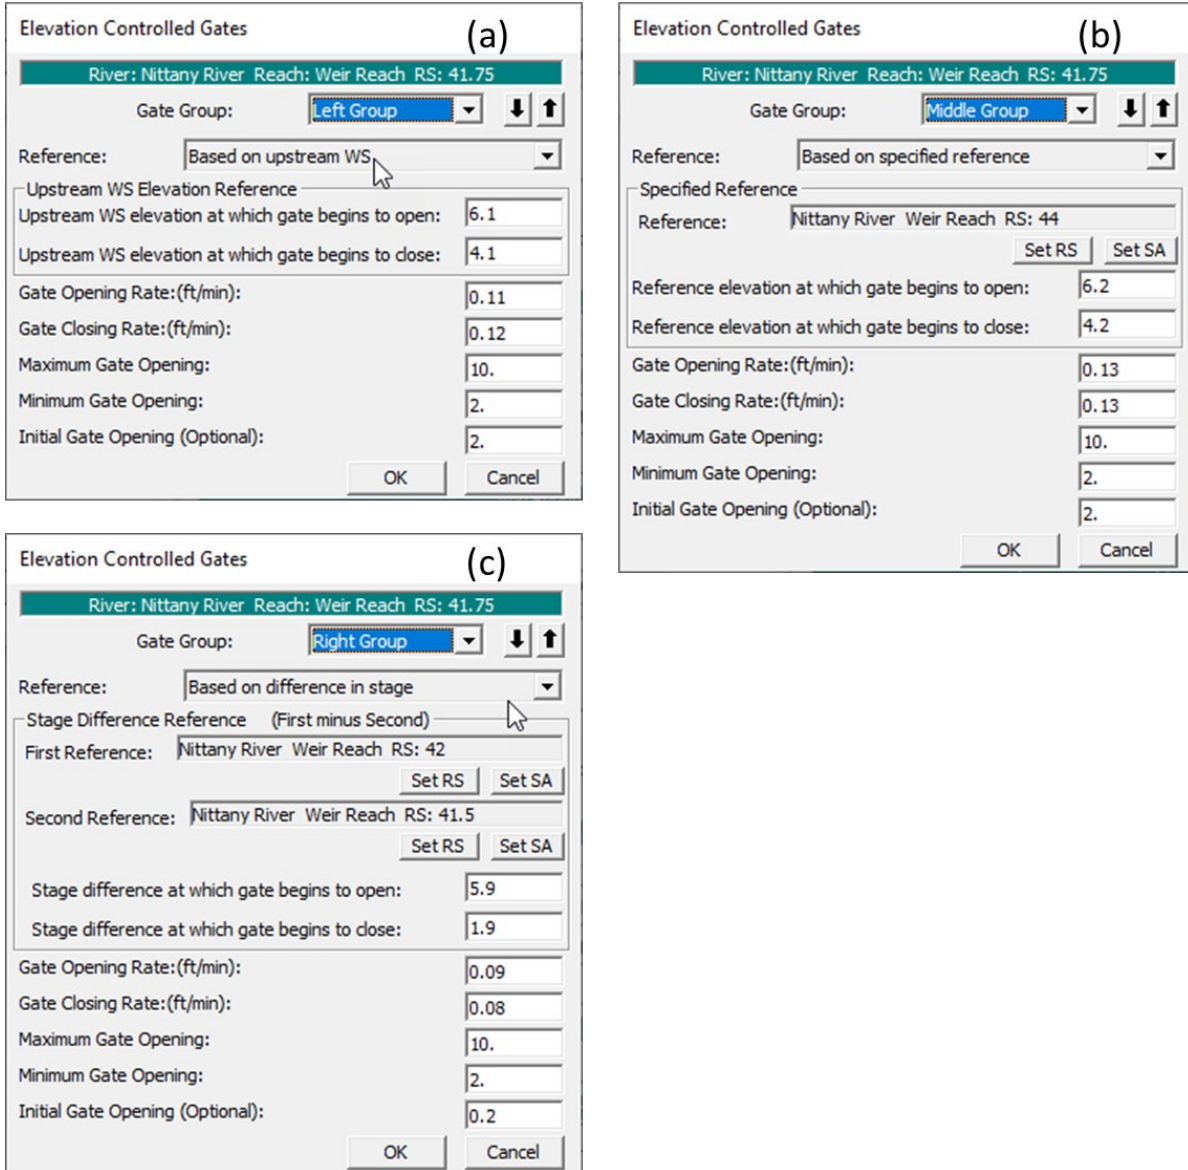 Elevation Controlled Gates
(a)
River: Nittany River Reach: Weir Reach RS: 41.75
Gate Group: Left Group
Reference: Based on upstream WS
Upstream WS Elevation Reference
Upstream WS elevation at which gate begins to open: 6.1
Upstream WS elevation at which gate begins to close: 4.1
Gate Opening Rate:(ft/min): 0.11
Gate Closing Rate:(ft/min): 0.12
Maximum Gate Opening: 10.
Minimum Gate Opening: 2.
Initial Gate Opening (Optional): 2.
OK Cancel
Elevation Controlled Gates
(b)
River: Nittany River Reach: Weir Reach RS: 41.75
Gate Group: Middle Group
Reference: Based on specified reference
Specified Reference
Reference: Nittany River Weir Reach RS: 44
Set RS Set SA
Reference elevation at which gate begins to open: 6.2
Reference elevation at which gate begins to close: 4.2
Gate Opening Rate:(ft/min): 0.13
Gate Closing Rate:(ft/min): 0.13
Maximum Gate Opening: 10.
Minimum Gate Opening: 2.
Initial Gate Opening (Optional): 2.
OK Cancel
Elevation Controlled Gates
(c)
River: Nittany River Reach: Weir Reach RS: 41.75
Gate Group: Right Group
Reference: Based on difference in stage
Stage Difference Reference (First minus Second)
First Reference: Nittany River Weir Reach RS: 42
Set RS Set SA
Second Reference: Nittany River Weir Reach RS: 41.5
Set RS Set SA
Stage difference at which gate begins to open: 5.9
Stage difference at which gate begins to close: 1.9
Gate Opening Rate:(ft/min): 0.09
Gate Closing Rate:(ft/min): 0.08
Maximum Gate Opening: 10.
Minimum Gate Opening: 2.
Initial Gate Opening (Optional): 0.2
OK Cancel